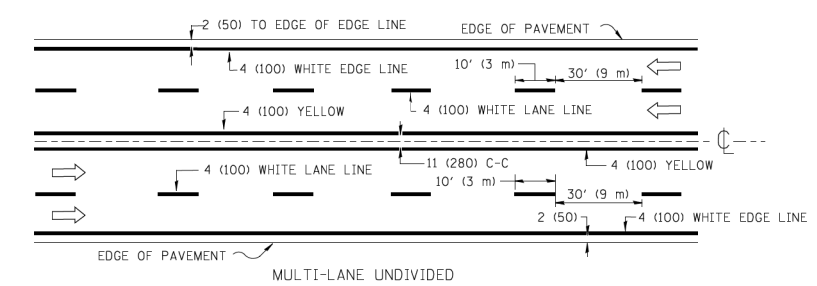 2 (50) TO EDGE OF EDGE LINE
EDGE OF PAVEMENT
4 (100) WHITE EDGE LINE
10' (3 m)
30' (9 m)
4 (100) YELLOW
4 (100) WHITE LANE LINE
℄
4 (100) WHITE LANE LINE
11 (280) C-C
4 (100) YELLOW
10' (3 m)
30' (9 m)
2 (50)
4 (100) WHITE EDGE LINE
EDGE OF PAVEMENT
MULTI-LANE UNDIVIDED